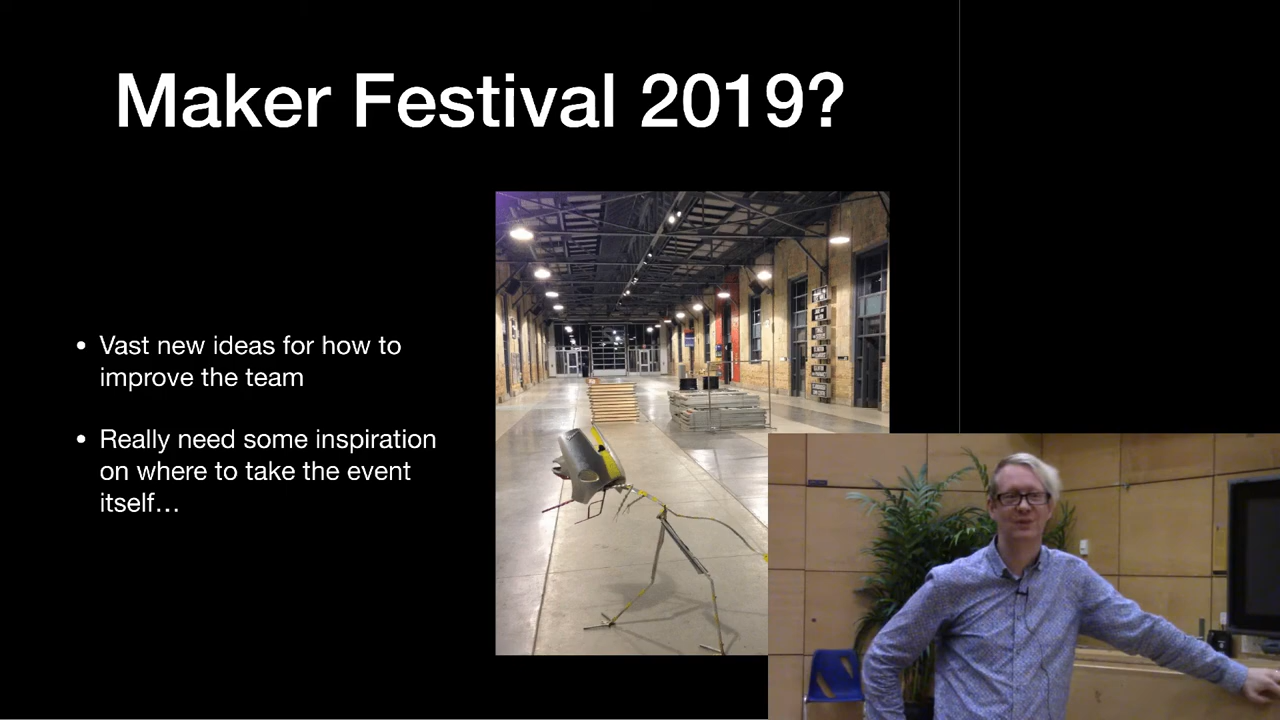 Maker Festival 2019?
• Vast new ideas for how to
improve the team
• Really need some inspiration
on where to take the event
itself…